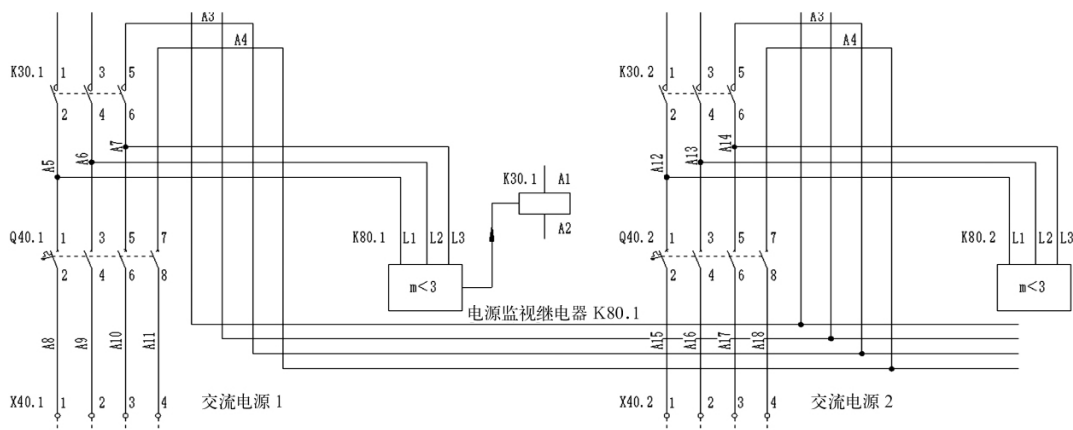 A3
A3
A4
A4
K30.1 1 3 5
K30.2 1 3 5
2 4 6
2 4 6
A5 A6 A7
A12 A13 A14
K30.1 A1
A2
Q40.1 1 3 5 7
K80.1 L1 L2 L3
Q40.2 1 3 5 7
K80.2 L1 L2 L3
2 4 6 8
m<3
2 4 6 8
m<3
电源监视继电器 K80.1
A8 A9 A10 A11
A15 A16 A17 A18
X40.1 1 2 3 4
交流电源 1
X40.2 1 2 3 4
交流电源 2